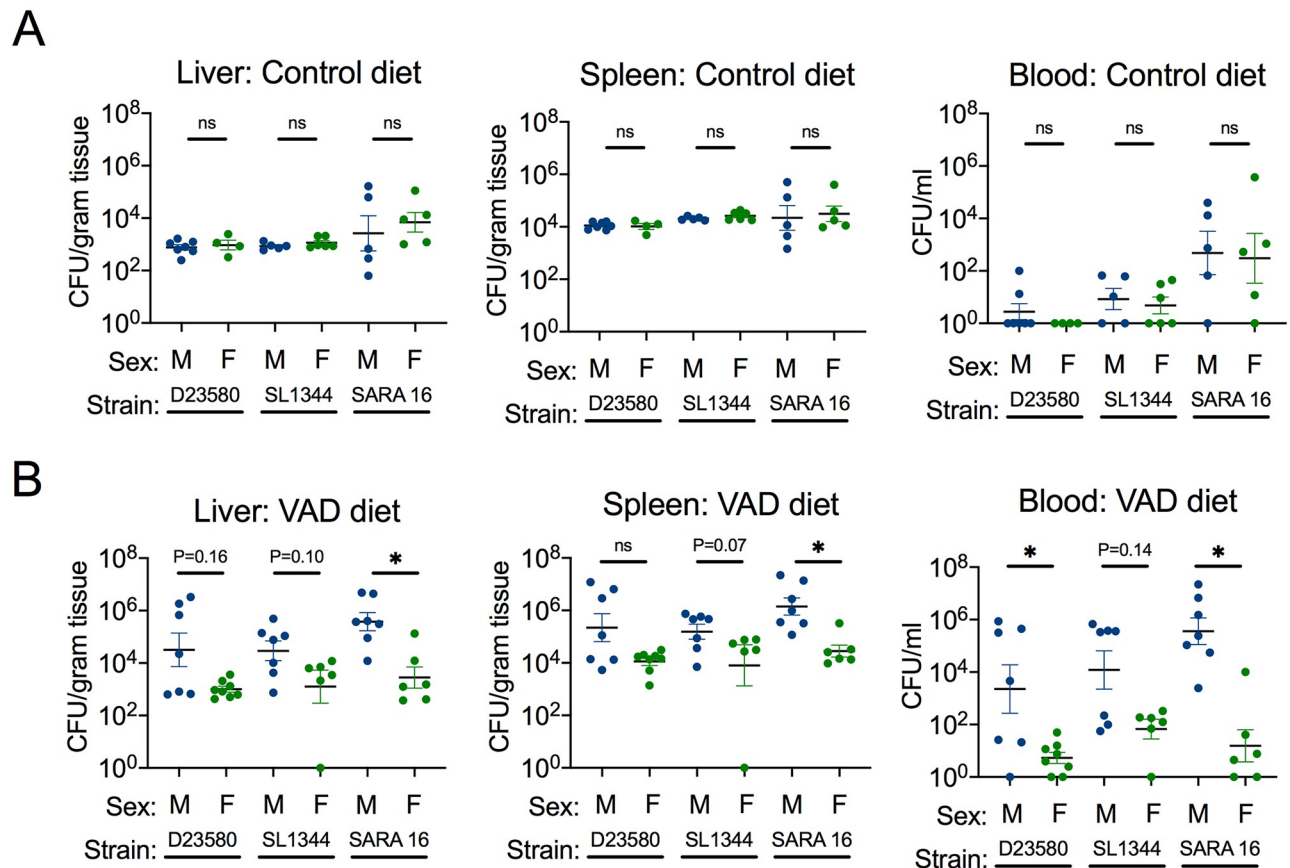 A
Liver: Control diet
CFU/gram tissue
10^8
10^6
10^4
10^2
10^0
ns ns ns
Sex: M F M F M F
Strain: D23580 SL1344 SARA 16
Spleen: Control diet
CFU/gram tissue
10^8
10^6
10^4
10^2
10^0
ns ns ns
Sex: M F M F M F
Strain: D23580 SL1344 SARA 16
Blood: Control diet
CFU/ml
10^8
10^6
10^4
10^2
10^0
ns ns ns
Sex: M F M F M F
Strain: D23580 SL1344 SARA 16
B
Liver: VAD diet
CFU/gram tissue
10^8
10^6
10^4
10^2
10^0
P=0.16 P=0.10 *
Sex: M F M F M F
Strain: D23580 SL1344 SARA 16
Spleen: VAD diet
CFU/gram tissue
10^8
10^6
10^4
10^2
10^0
ns P=0.07 *
Sex: M F M F M F
Strain: D23580 SL1344 SARA 16
Blood: VAD diet
CFU/ml
10^8
10^6
10^4
10^2
10^0
* P=0.14 *
Sex: M F M F M F
Strain: D23580 SL1344 SARA 16